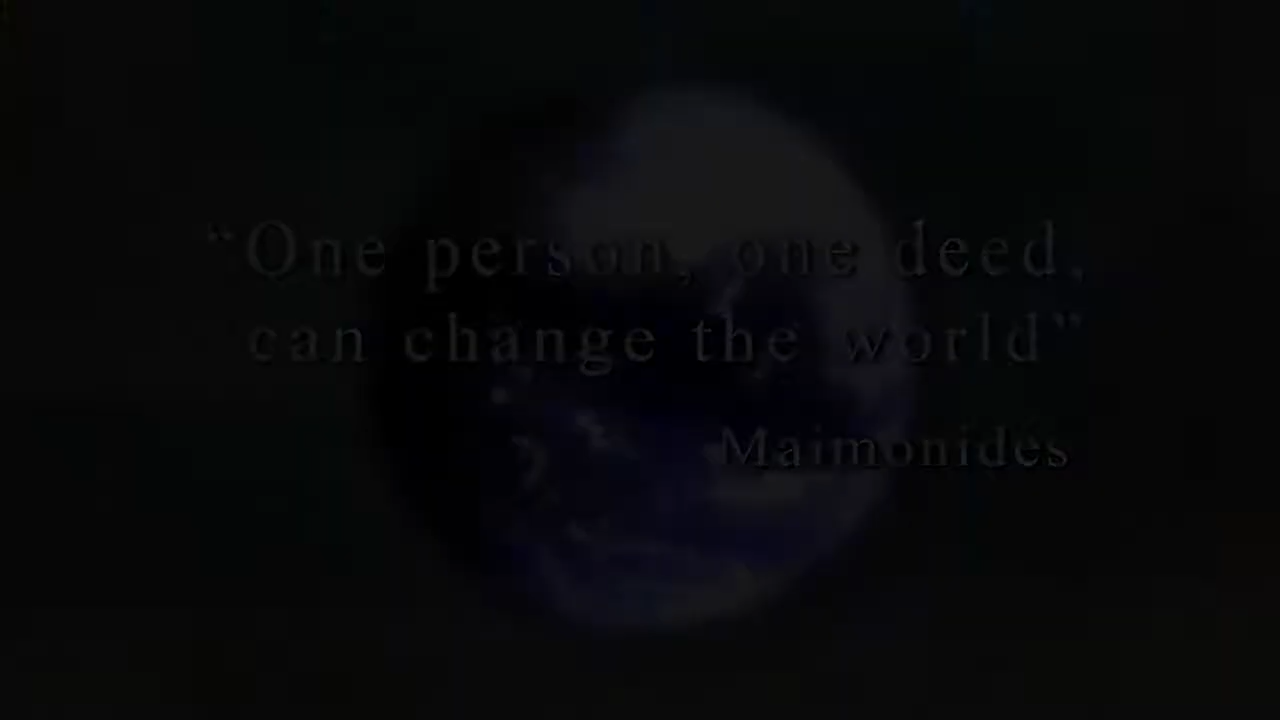 “One person, one deed,
can change the world”
Maimonides